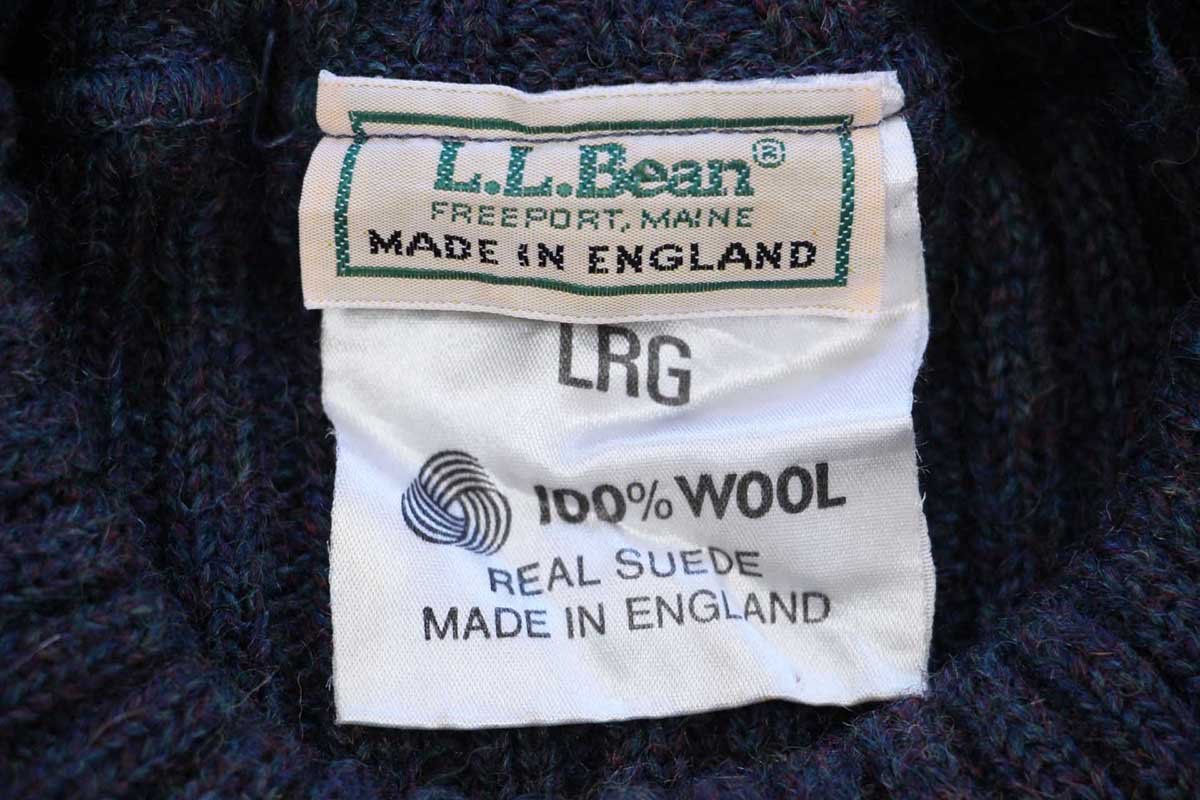 L.L.Bean®
FREEPORT, MAINE
MADE IN ENGLAND
LRG
100% WOOL
REAL SUEDE
MADE IN ENGLAND